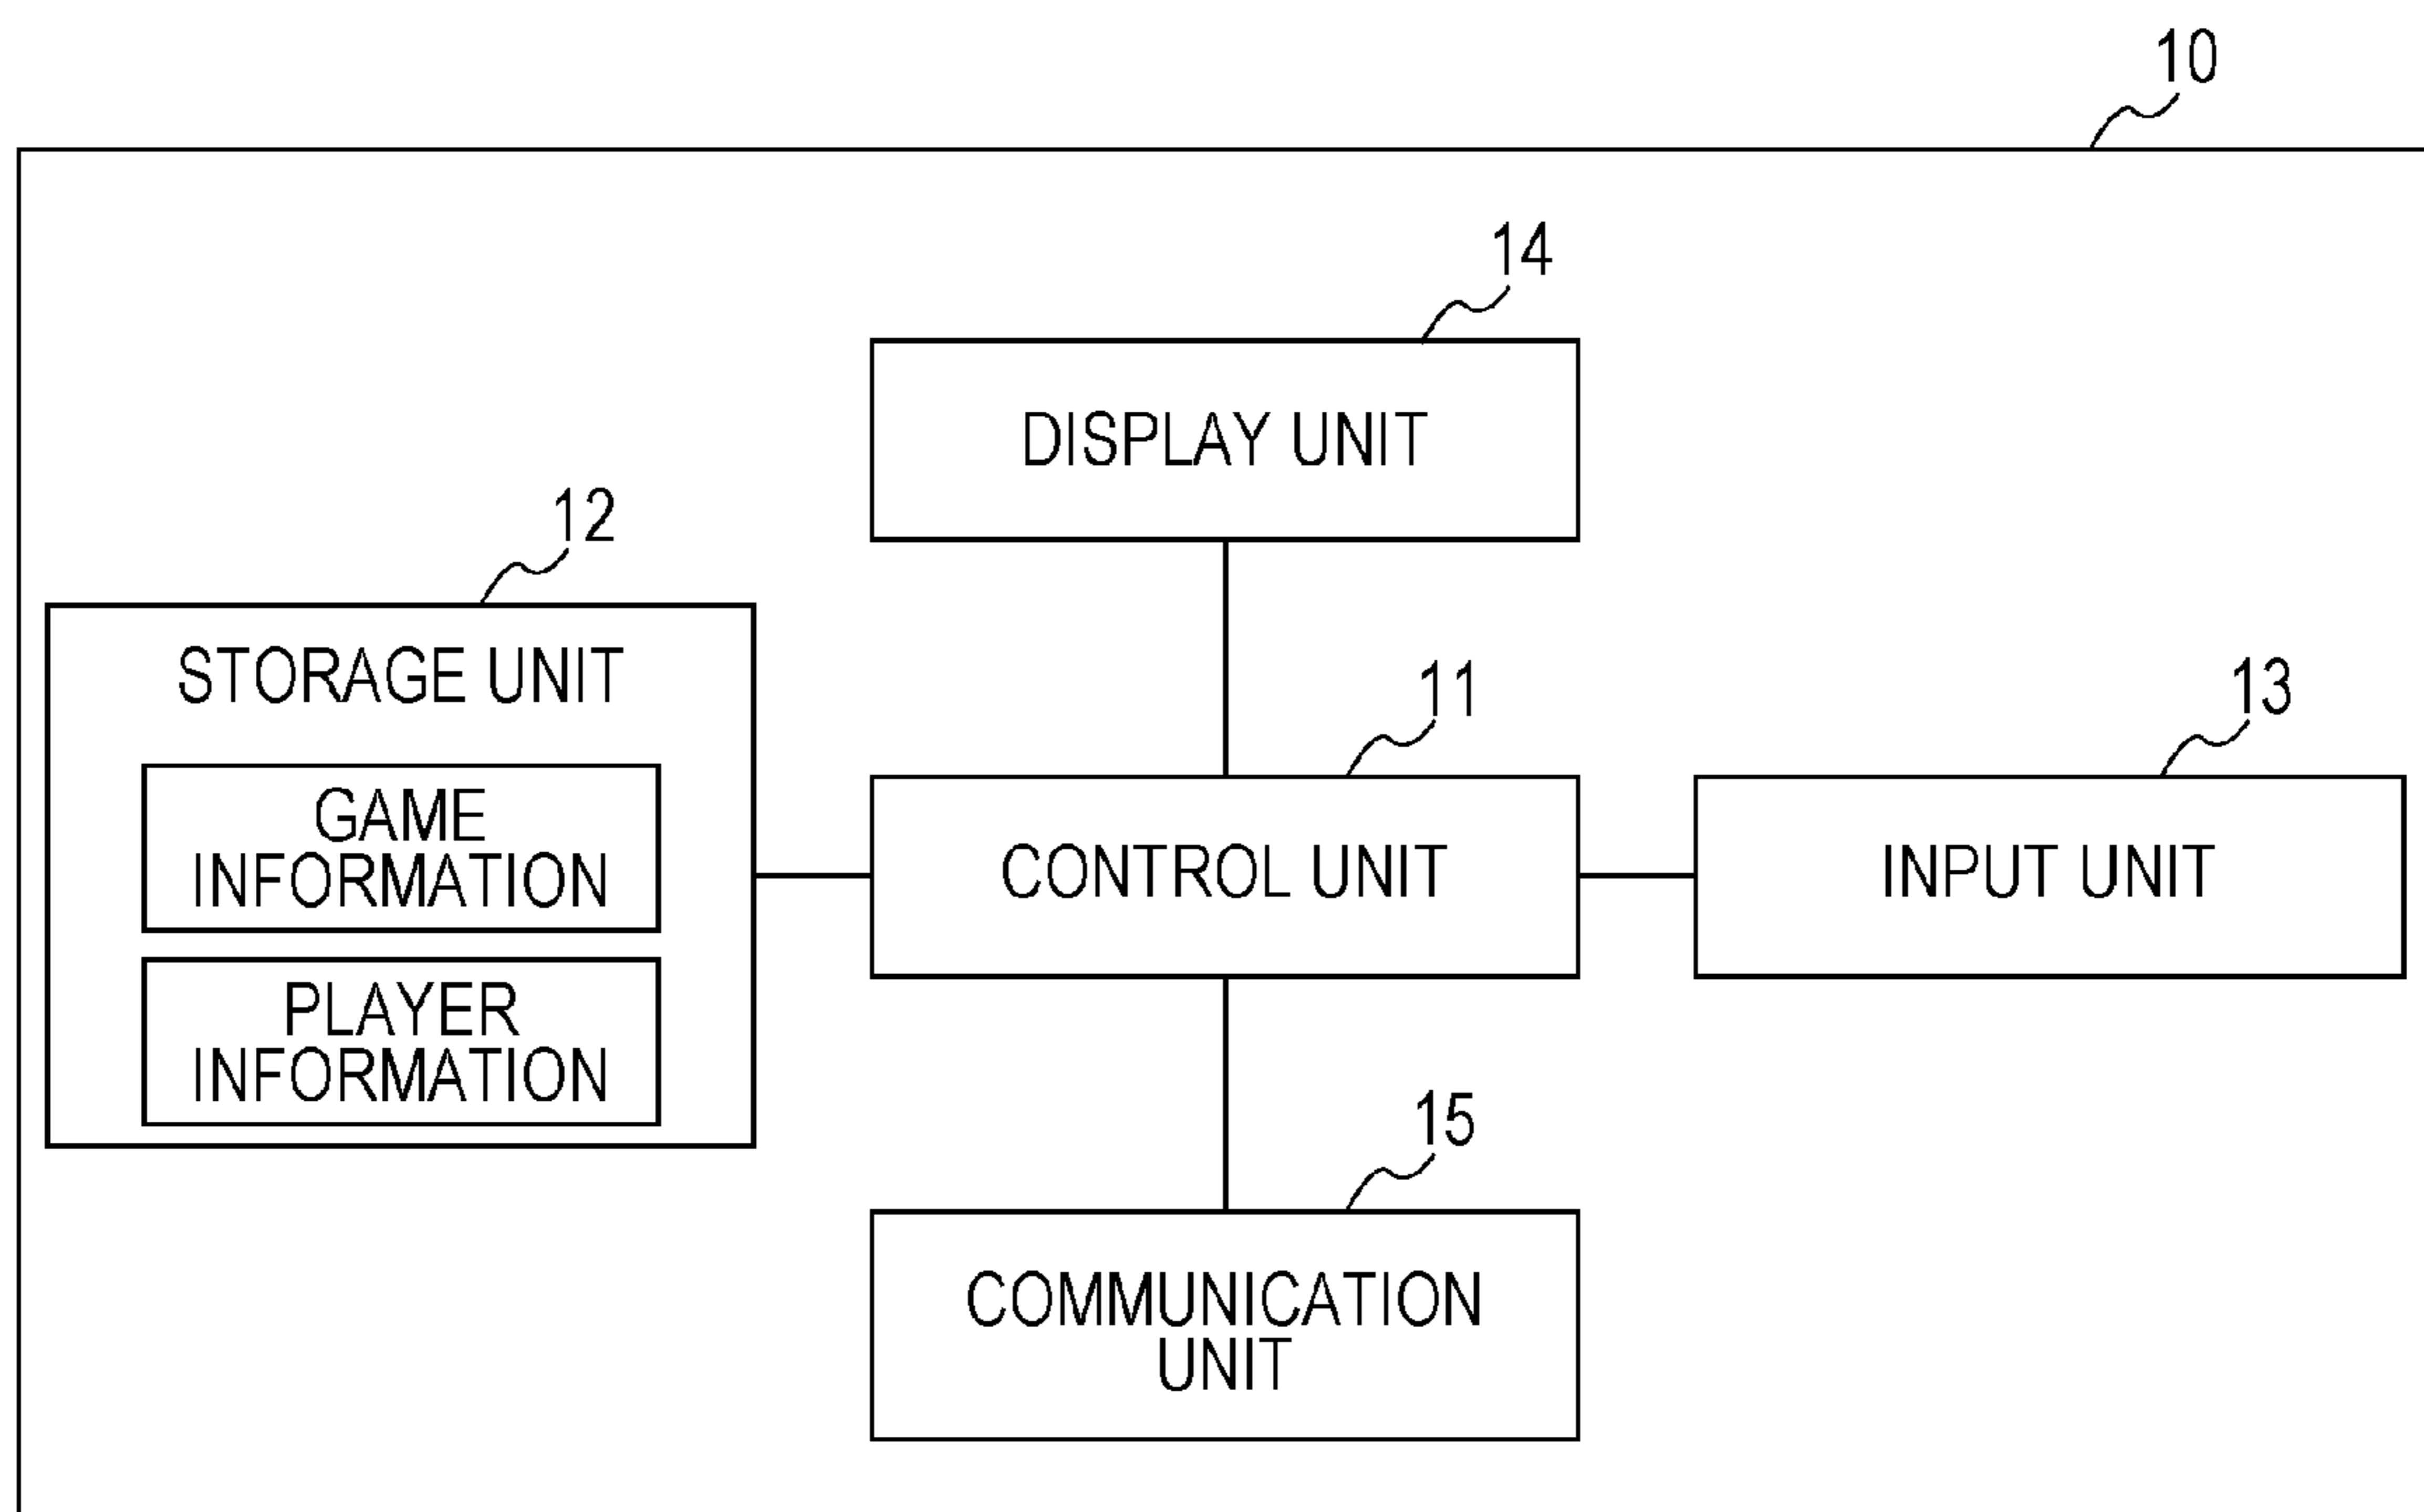 10
14
DISPLAY UNIT
12
STORAGE UNIT
GAME
INFORMATION
PLAYER
INFORMATION
11
CONTROL UNIT
13
INPUT UNIT
15
COMMUNICATION
UNIT